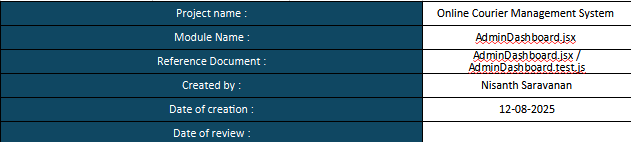 Project name : Online Courier Management System
Module Name : AdminDashboard.jsx
Reference Document : AdminDashboard.jsx /
AdminDashboard.test.js
Created by : Nisanth Saravanan
Date of creation : 12-08-2025
Date of review :